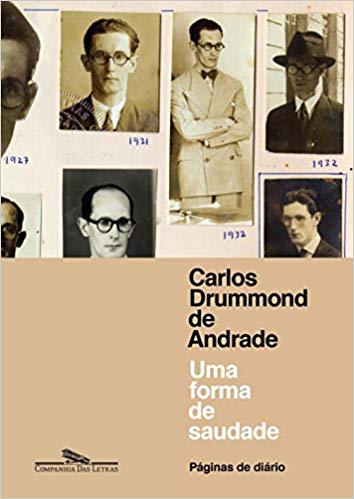 1927
1931
1932
1932
Carlos
Drummond
de
Andrade
Uma
forma
de
saudade
Páginas de diário
COMPANHIA DAS LETRAS